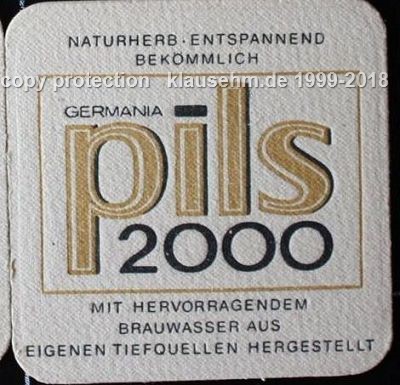 NATURHERB · ENTSPANNEND
BEKÖMMLICH
copy protection klausehm.de 1999-2018
GERMANIA
pils
2000
MIT HERVORRAGENDEM
BRAUWASSER AUS
EIGENEN TIEFQUELLEN HERGESTELLT